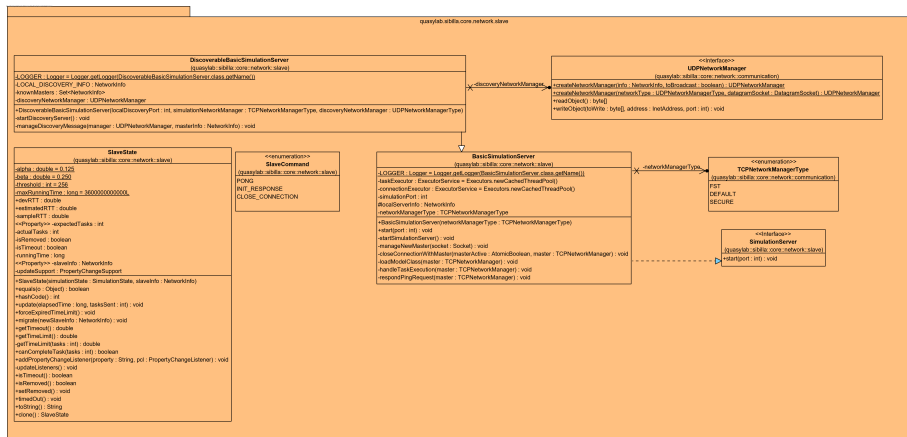 quasylab.sibilla.core.network.slave
DiscoverableBasicSimulationServer
(quasylab::sibilla::core::network::slave)
-LOGGER : Logger = Logger.getLogger(DiscoverableBasicSimulationServer.class.getName())
-LOCAL_DISCOVERY_INFO : NetworkInfo
-knownMasters : Set<NetworkInfo>
-discoveryNetworkManager : UDPNetworkManager
+DiscoverableBasicSimulationServer(localDiscoveryPort : int, simulationNetworkManager : TCPNetworkManagerType, discoveryNetworkManager : UDPNetworkManagerType)
-startDiscoveryServer() : void
-manageDiscoveryMessage(manager : UDPNetworkManager, masterInfo : NetworkInfo) : void
-discoveryNetworkManager
<<Interface>>
UDPNetworkManager
(quasylab::sibilla::core::network::communication)
+createNetworkManager(info : NetworkInfo, toBroadcast : boolean) : UDPNetworkManager
+createNetworkManager(networkType : UDPNetworkManagerType, datagramSocket : DatagramSocket) : UDPNetworkManager
+readObject() : byte[]
+writeObject(toWrite : byte[], address : InetAddress, port : int) : void
SlaveState
(quasylab::sibilla::core::network::slave)
-alpha : double = 0.125
-beta : double = 0.250
-threshold : int = 256
-maxRunningTime : long = 3600000000000L
+devRTT : double
+estimatedRTT : double
-sampleRTT : double
<<Property>> -expectedTasks : int
-actualTasks : int
-isRemoved : boolean
-isTimeout : boolean
-running : long
<<Property>> -slaveInfo : NetworkInfo
-updateSupport : PropertyChangeSupport
+SlaveState(simulationState : SimulationState, slaveInfo : NetworkInfo)
+equals(o : Object) : boolean
+hashCode() : int
+update(elapsedTime : long, tasksSent : int) : void
+forceExpiredTimeLimit() : void
+migrate(newSlaveInfo : NetworkInfo) : void
+getTimeout() : double
+getTimeLimit() : double
-getTimeLimit(tasks : int) : double
+canCompleteTask(tasks : int) : boolean
+addPropertyChangeListener(property : String, pcl : PropertyChangeListener) : void
-updateListeners() : void
+isTimeout() : boolean
+isRemoved() : boolean
+setRemoved() : void
+timedOut() : void
+toString() : String
+clone() : SlaveState
<<enumeration>>
SlaveCommand
(quasylab::sibilla::core::network::slave)
PONG
INIT_RESPONSE
CLOSE_CONNECTION
BasicSimulationServer
(quasylab::sibilla::core::network::slave)
-LOGGER : Logger = Logger.getLogger(BasicSimulationServer.class.getName())
-taskExecutor : ExecutorService = Executors.newCachedThreadPool()
-connectionExecutor : ExecutorService = Executors.newCachedThreadPool()
-simulationPort : int
#localServerInfo : NetworkInfo
-networkManagerType : TCPNetworkManagerType
+BasicSimulationServer(networkManagerType : TCPNetworkManagerType)
+start(port : int) : void
-startSimulationServer() : void
-manageNewMaster(socket : Socket) : void
-closeConnectionWithMaster(masterActive : AtomicBoolean, master : TCPNetworkManager) : void
-loadModelClass(master : TCPNetworkManager) : void
-handleTaskExecution(master : TCPNetworkManager) : void
-respondPingRequest(master : TCPNetworkManager) : void
-networkManagerType
<<enumeration>>
TCPNetworkManagerType
(quasylab::sibilla::core::network::communication)
FST
DEFAULT
SECURE
<<Interface>>
SimulationServer
(quasylab::sibilla::core::network::slave)
+start(port : int) : void